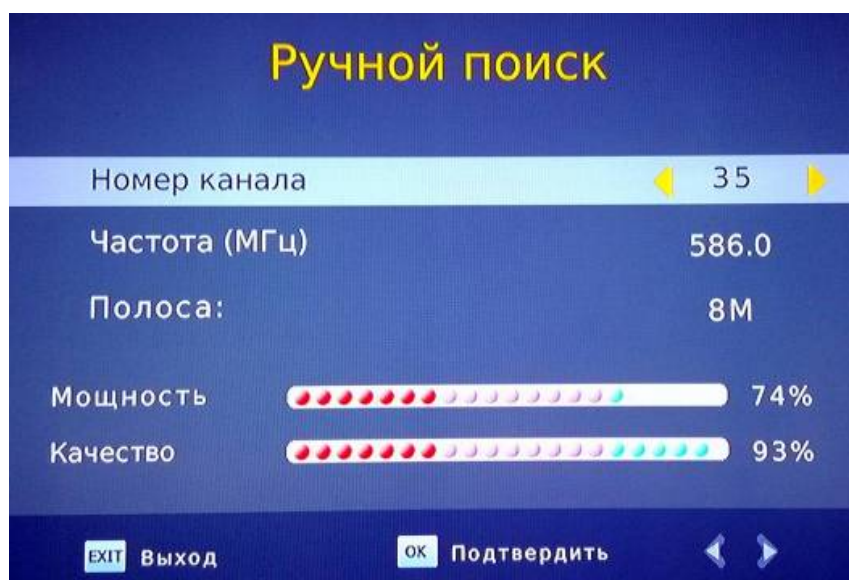 Ручной поиск
Номер канала 35
Частота (МГц) 586.0
Полоса: 8M
Мощность 74%
Качество 93%
EXIT Выход OK Подтвердить